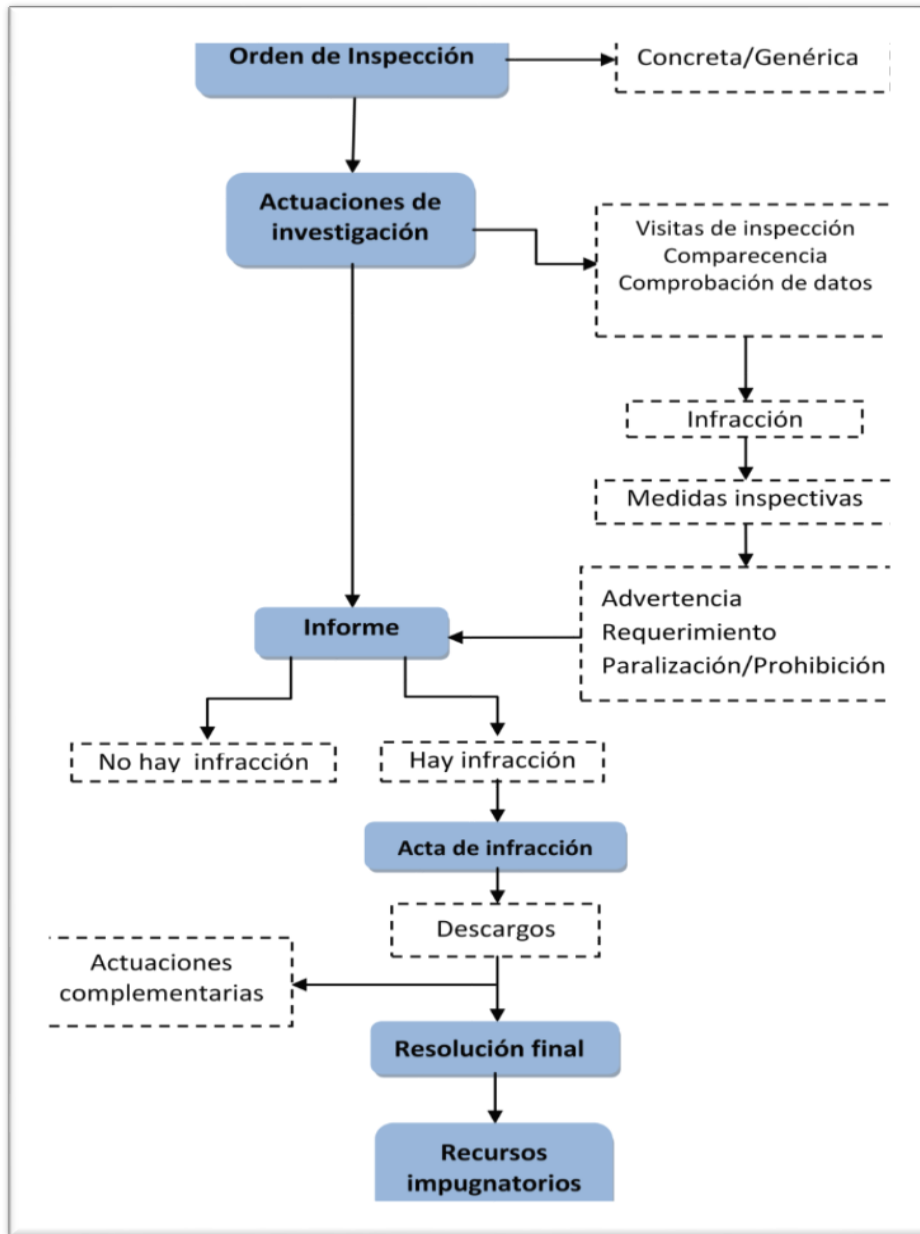 Orden de Inspección
Concreta/Genérica
Actuaciones de
investigación
Visitas de inspección
Comparecencia
Comprobación de datos
Infracción
Medidas inspectivas
Advertencia
Requerimiento
Paralización/Prohibición
Informe
No hay infracción
Hay infracción
Acta de infracción
Descargos
Actuaciones
complementarias
Resolución final
Recursos
impugnatorios